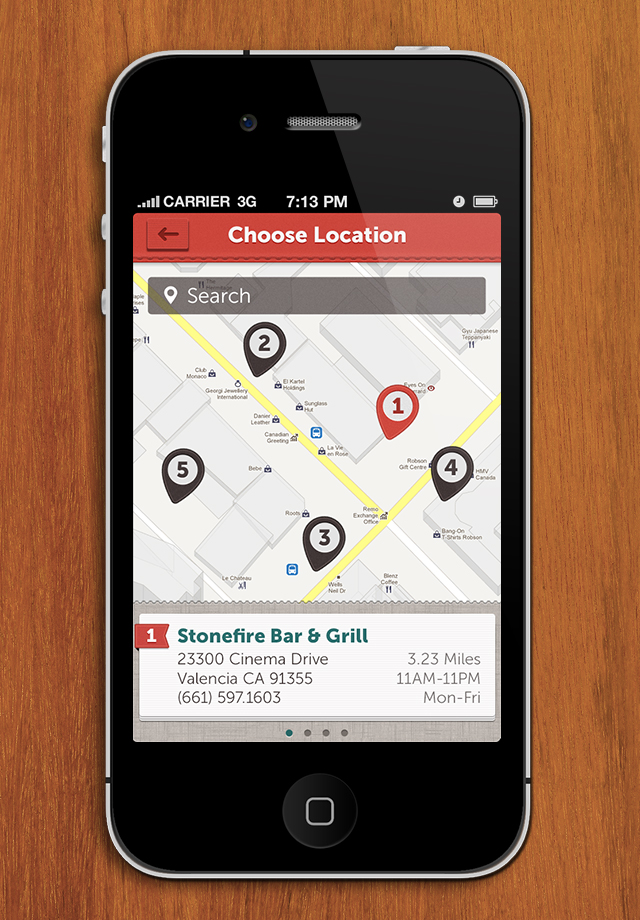 CARRIER 3G 7:13 PM
Choose Location
Search
Gyu Japanese
Teppanyaki
2
Club
Monaco
El Kartel
Holdings
Georgi Jewellery
International
Eyes On
1
Sunglass
Hut
Danier
Leather
Canadian
Greeting
La Vie
en Rose
5
Bebe
Robson
Gift Centre
4
HMV
Canada
Roots
Remo
Exchange
Office
3
Bang-On
T-Shirts Robson
Le Château
Wells
Neil Dr
Blenz
Coffee
1 Stonefire Bar & Grill
23300 Cinema Drive 3.23 Miles
Valencia CA 91355 11AM-11PM
(661) 597.1603 Mon-Fri